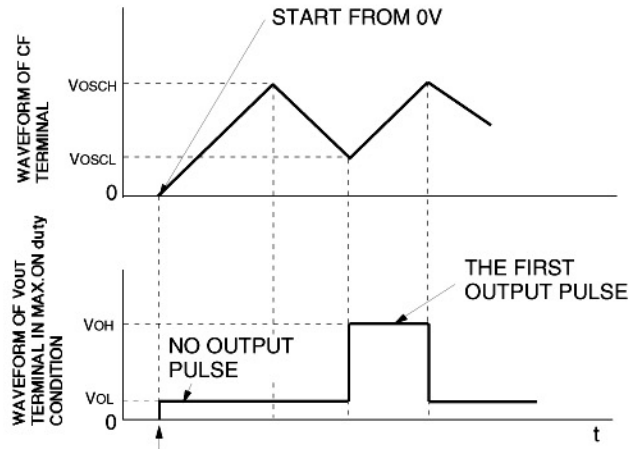 START FROM 0V
WAVEFORM OF CF
TERMINAL
VOSCH
VOSCL
0
WAVEFORM OF VOUT
TERMINAL IN MAX.ON duty
CONDITION
THE FIRST
OUTPUT PULSE
VOH
NO OUTPUT
PULSE
VOL
0
t